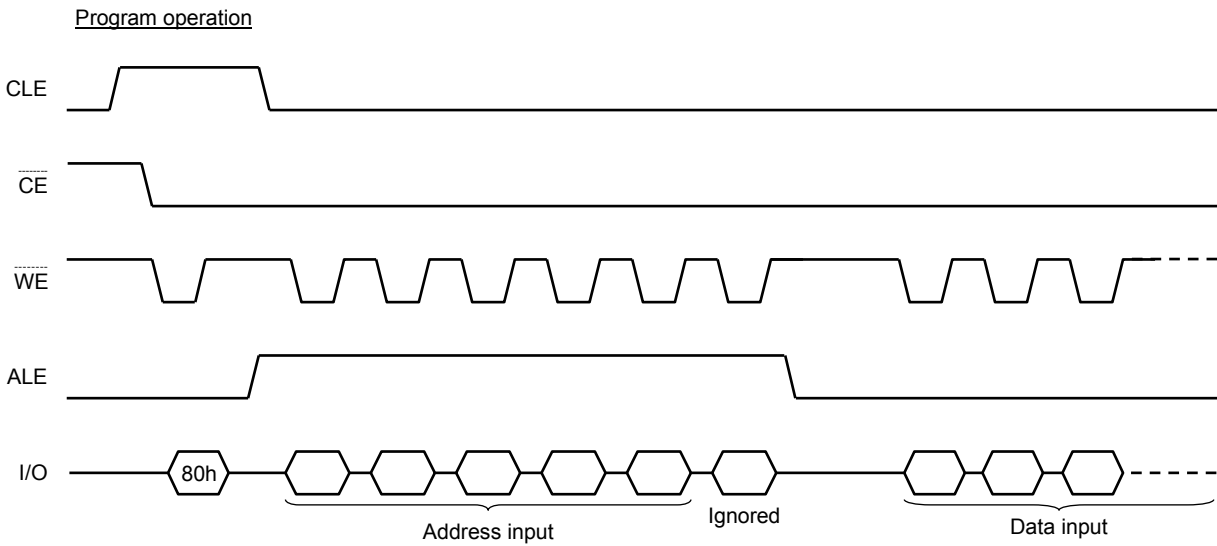 Program operation
CLE
CE
WE
ALE
I/O
80h
Address input
Ignored
Data input